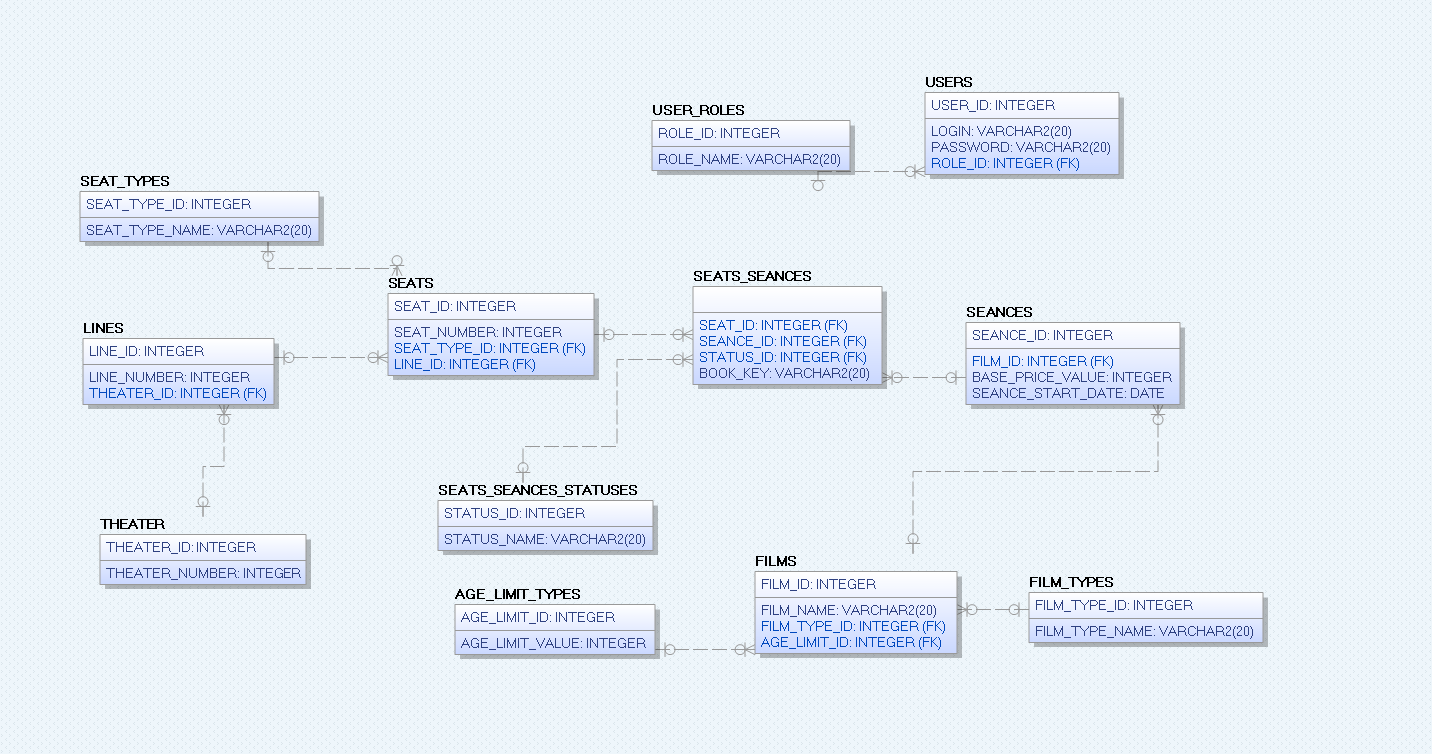 USERS
USER_ID: INTEGER
LOGIN: VARCHAR2(20)
PASSWORD: VARCHAR2(20)
ROLE_ID: INTEGER (FK)
USER_ROLES
ROLE_ID: INTEGER
ROLE_NAME: VARCHAR2(20)
SEAT_TYPES
SEAT_TYPE_ID: INTEGER
SEAT_TYPE_NAME: VARCHAR2(20)
SEATS
SEAT_ID: INTEGER
SEAT_NUMBER: INTEGER
SEAT_TYPE_ID: INTEGER (FK)
LINE_ID: INTEGER (FK)
SEATS_SEANCES
SEAT_ID: INTEGER (FK)
SEANCE_ID: INTEGER (FK)
STATUS_ID: INTEGER (FK)
BOOK_KEY: VARCHAR2(20)
SEANCES
SEANCE_ID: INTEGER
FILM_ID: INTEGER (FK)
BASE_PRICE_VALUE: INTEGER
SEANCE_START_DATE: DATE
LINES
LINE_ID: INTEGER
LINE_NUMBER: INTEGER
THEATER_ID: INTEGER (FK)
SEATS_SEANCES_STATUSES
STATUS_ID: INTEGER
STATUS_NAME: VARCHAR2(20)
THEATER
THEATER_ID: INTEGER
THEATER_NUMBER: INTEGER
FILMS
FILM_ID: INTEGER
FILM_NAME: VARCHAR2(20)
FILM_TYPE_ID: INTEGER (FK)
AGE_LIMIT_ID: INTEGER (FK)
FILM_TYPES
FILM_TYPE_ID: INTEGER
FILM_TYPE_NAME: VARCHAR2(20)
AGE_LIMIT_TYPES
AGE_LIMIT_ID: INTEGER
AGE_LIMIT_VALUE: INTEGER